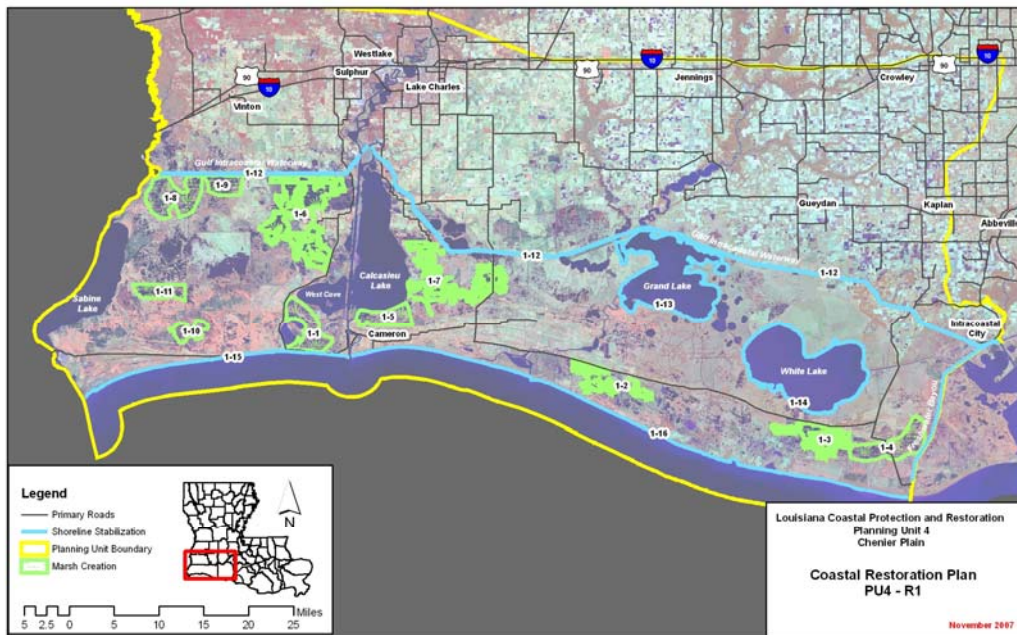 Westlake
Sulphur
90
10
Lake Charles
Vinton
90
10
Jennings
Crowley
90
10
Gulf Intracoastal Waterway
1-12
1-8
1-9
1-6
Gueydan
Kaplan
Abbeville
Gulf Intracoastal Waterway
1-12
1-12
Sabine
Lake
1-11
1-10
West Cove
Calcasieu
Lake
1-7
Grand Lake
1-13
1-1
1-5
Cameron
Intracoastal
City
1-15
White Lake
1-14
1-2
1-16
1-3
1-4
Legend
Primary Roads
Shoreline Stabilization
Planning Unit Boundary
Marsh Creation
N
Miles
5 2.5 0 5 10 15 20 25
Louisiana Coastal Protection and Restoration
Planning Unit 4
Chenier Plain
Coastal Restoration Plan
PU4 - R1
November 2007